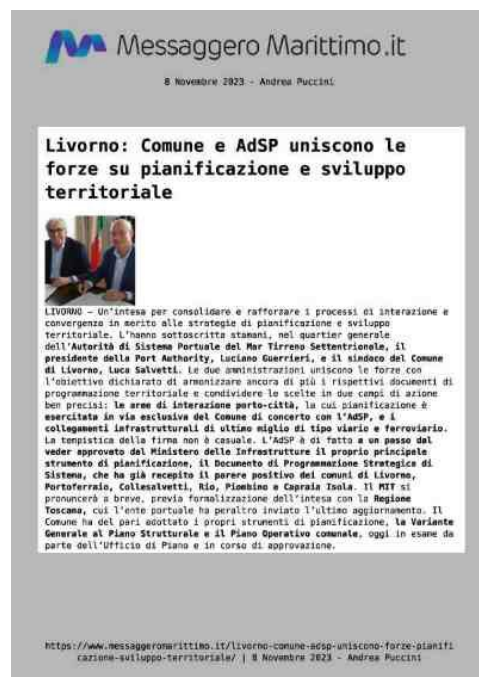 Messaggero Marittimo.it
8 Novembre 2023 - Andrea Puccini
Livorno: Comune e AdSP uniscono le
forze su pianificazione e sviluppo
territoriale
LIVORNO – Un'intesa per consolidare e rafforzare i processi di interazione e
convergenza in merito alle strategie di pianificazione e sviluppo
territoriale. L'hanno sottoscritta stamani, nel quartier generale
dell'Autorità di Sistema Portuale del Mar Tirreno Settentrionale, il
presidente della Port Authority, Luciano Guerrieri, e il sindaco del Comune
di Livorno, Luca Salvetti. Le due amministrazioni uniscono le forze con
l'obiettivo dichiarato di armonizzare ancora di più i rispettivi documenti di
programmazione territoriale e condividere le scelte in due campi di azione
ben precisi: le aree di interazione porto-città, la cui pianificazione è
esercitata in via esclusiva del Comune di concerto con l'AdSP, e i
collegamenti infrastrutturali di ultimo miglio di tipo viario e ferroviario.
La tempistica della firma non è casuale. L'AdSP è di fatto a un passo dal
veder approvato dal Ministero delle Infrastrutture il proprio principale
strumento di pianificazione, il Documento di Programmazione Strategica di
Sistema, che ha già recepito il parere positivo dei comuni di Livorno,
Portoferraio, Collesalvetti, Rio, Piombino e Capraia Isola. Il MIT si
pronuncerà a breve, previa formalizzazione dell'intesa con la Regione
Toscana, cui l'ente portuale ha peraltro inviato l'ultimo aggiornamento. Il
Comune ha del pari adottato i propri strumenti di pianificazione, la Variante
Generale al Piano Strutturale e il Piano Operativo comunale, oggi in esame da
parte dell'Ufficio di Piano e in corso di approvazione.
https://www.messaggeromarittimo.it/livorno-comune-adsp-uniscono-forze-pianifi
cazione-sviluppo-territoriale/ | 8 Novembre 2023 - Andrea Puccini